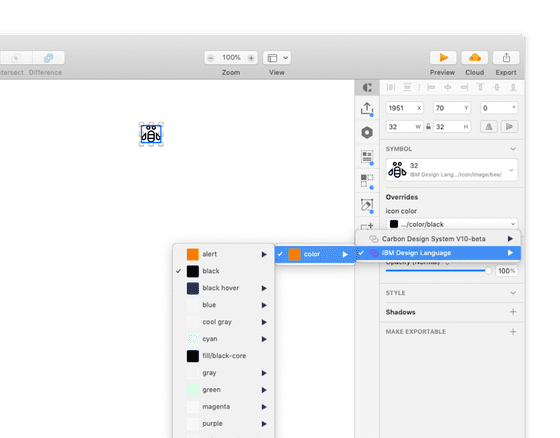 100%
ntersect Difference
Zoom
View
Preview
Cloud
Export
1951 X
70 Y
0 °
32 W
32 H
SYMBOL
32
IBM Design Lang.../icon/image/bee/
Overrides
icon color
.../color/black
Carbon Design System V10-beta
IBM Design Language
color
alert
black
black hover
blue
cool gray
cyan
fill/black-core
gray
green
magenta
purple
100%
STYLE
Shadows
MAKE EXPORTABLE